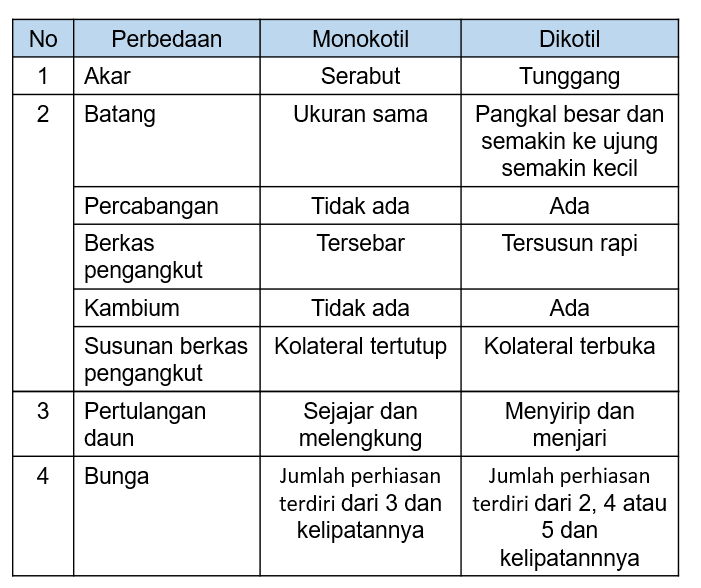 No Perbedaan Monokotil Dikotil
1 Akar Serabut Tunggang
2 Batang Ukuran sama Pangkal besar dan
semakin ke ujung
semakin kecil
Percabangan Tidak ada Ada
Berkas Tersebar Tersusun rapi
pengangkut
Kambium Tidak ada Ada
Susunan berkas Kolateral tertutup Kolateral terbuka
pengangkut
3 Pertulangan Sejajar dan Menyirip dan
daun melengkung menjari
4 Bunga Jumlah perhiasan Jumlah perhiasan
terdiri dari 3 dan terdiri dari 2, 4 atau
kelipatannya 5 dan
kelipatannnya